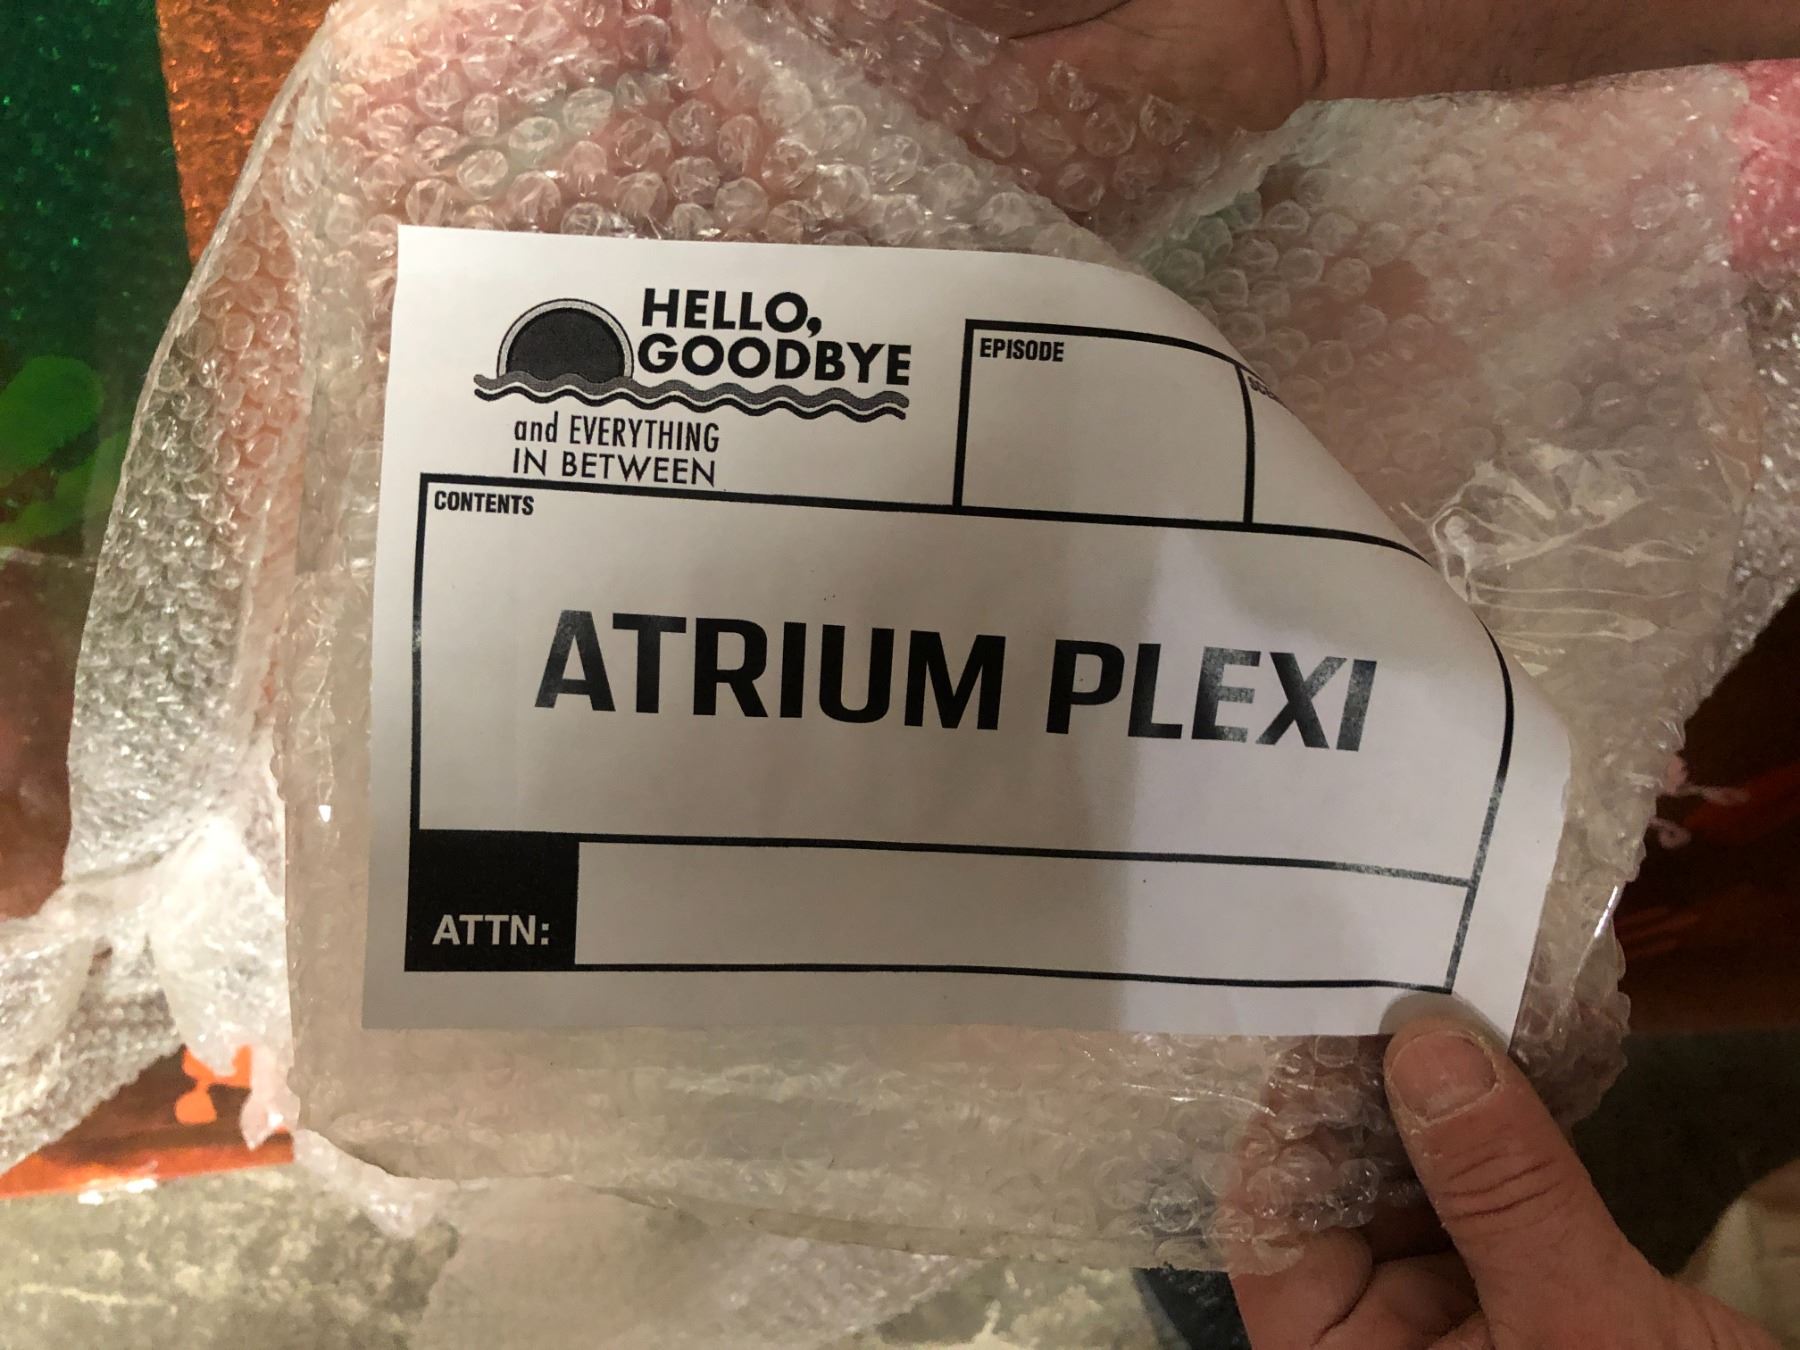 HELLO,
GOODBYE
and EVERYTHING
IN BETWEEN
EPISODE
CONTENTS
ATRIUM PLEXI
ATTN: